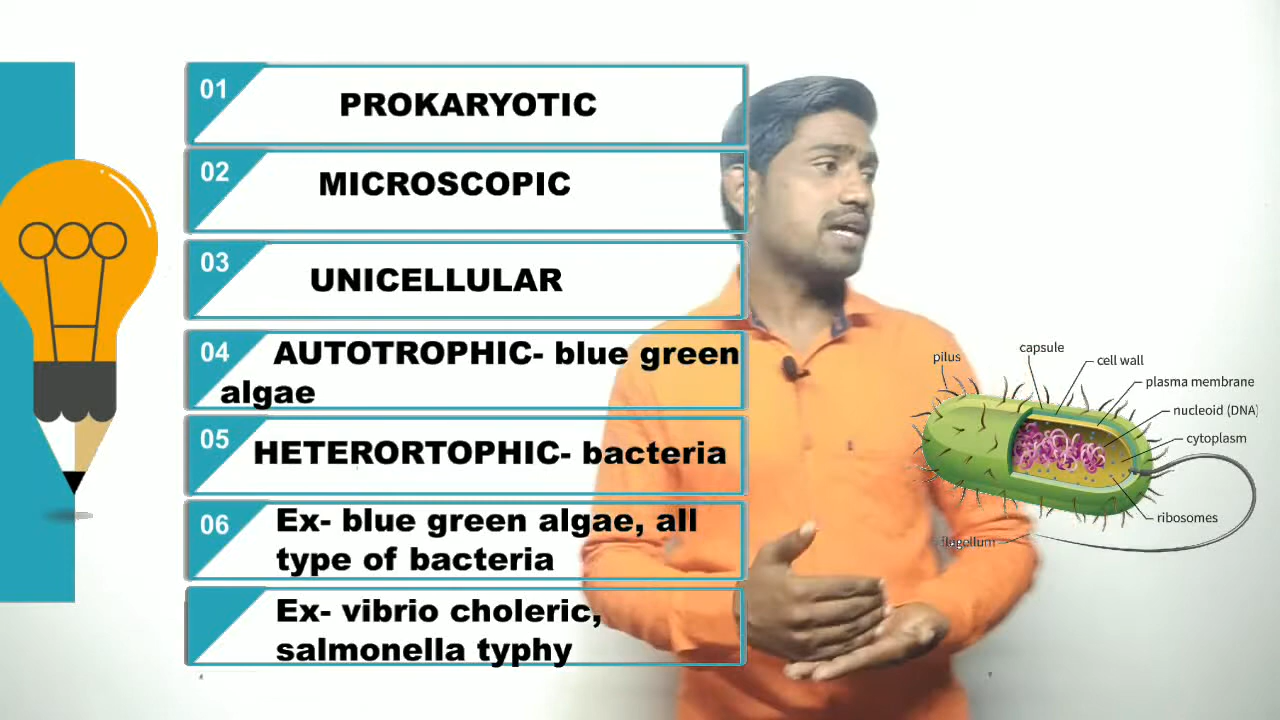 01
PROKARYOTIC
02
MICROSCOPIC
03
UNICELLULAR
04
AUTOTROPHIC- blue green
algae
05
HETERORTOPHIC- bacteria
06
Ex- blue green algae, all
type of bacteria
Ex- vibrio choleric,
salmonella typhy
pilus
capsule
cell wall
plasma membrane
nucleoid (DNA)
cytoplasm
ribosomes
flagellum